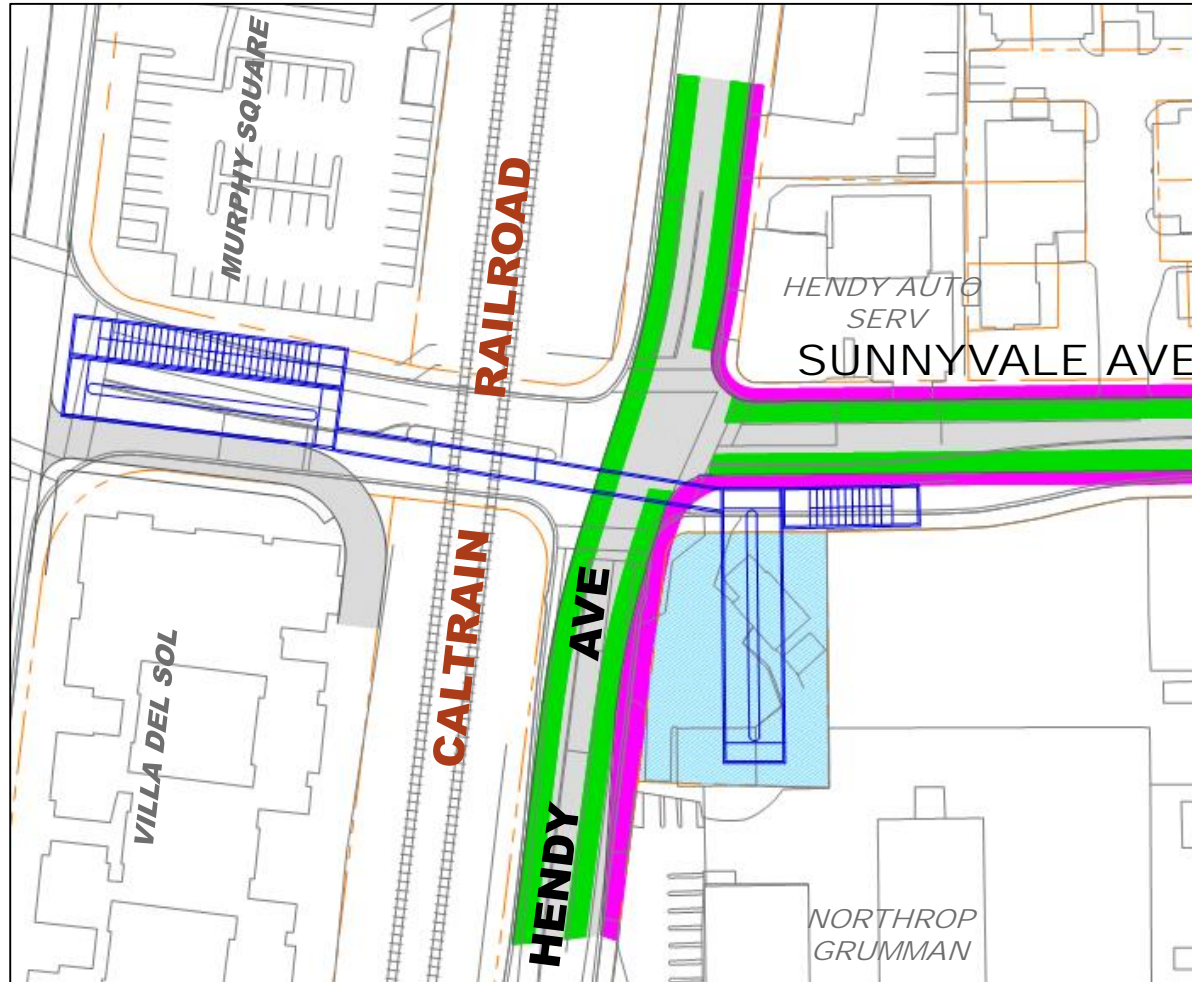 MURPHY SQUARE
CALTRAIN RAILROAD
HENDY AUTO
SERV
SUNNYVALE AVE
HENDY AVE
VILLA DEL SOL
NORTHROP
GRUMMAN